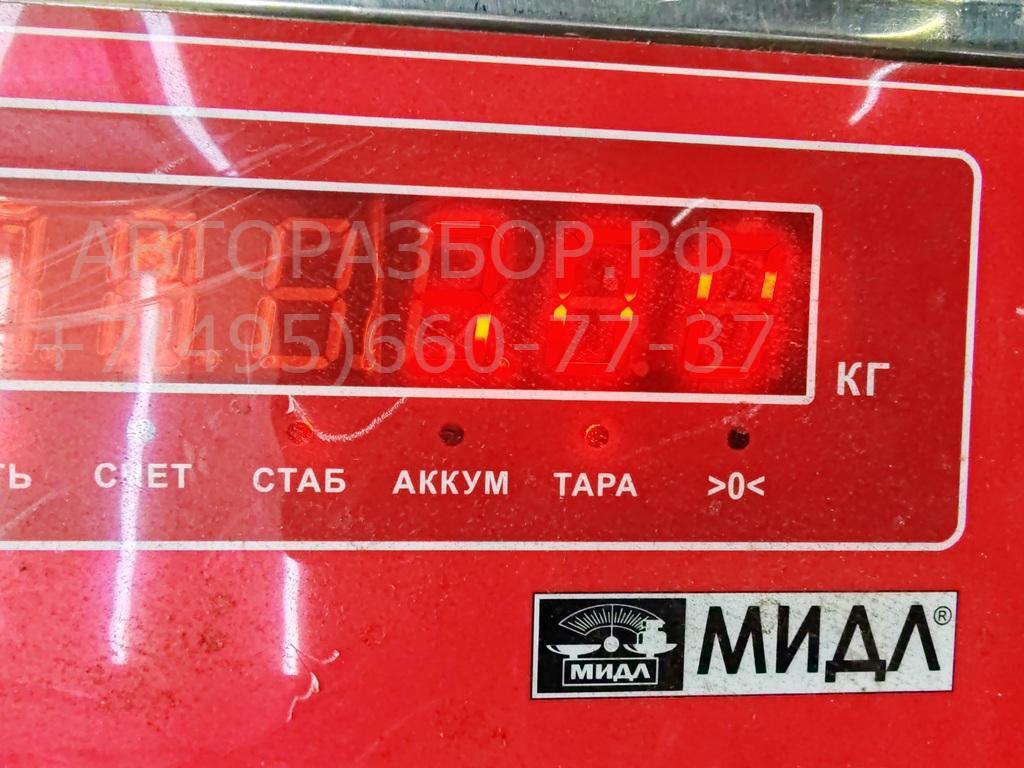 АВТОРАЗБОР.РФ
+7(495)660-77-37
КГ
СЧЕТ СТАБ АККУМ ТАРА >0<
МИДЛ МИДЛ®